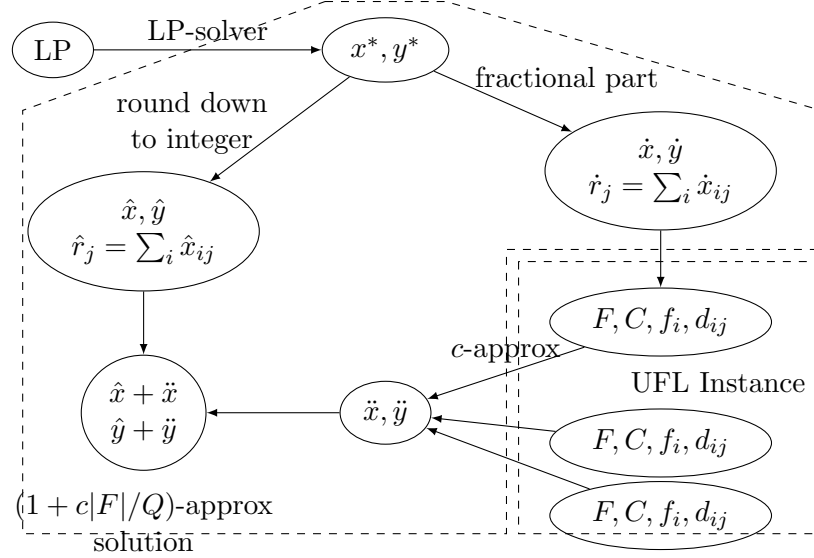 LP
LP-solver
x*, y*
fractional part
round down
to integer
ẋ, ẏ
ṙ_j = ∑_i ẋ_ij
x̂, ŷ
r̂_j = ∑_i x̂_ij
F, C, f_i, d_ij
c-approx
UFL Instance
x̂ + ẍ
ŷ + ÿ
ẍ, ÿ
F, C, f_i, d_ij
F, C, f_i, d_ij
(1 + c|F|/Q)-approx
solution